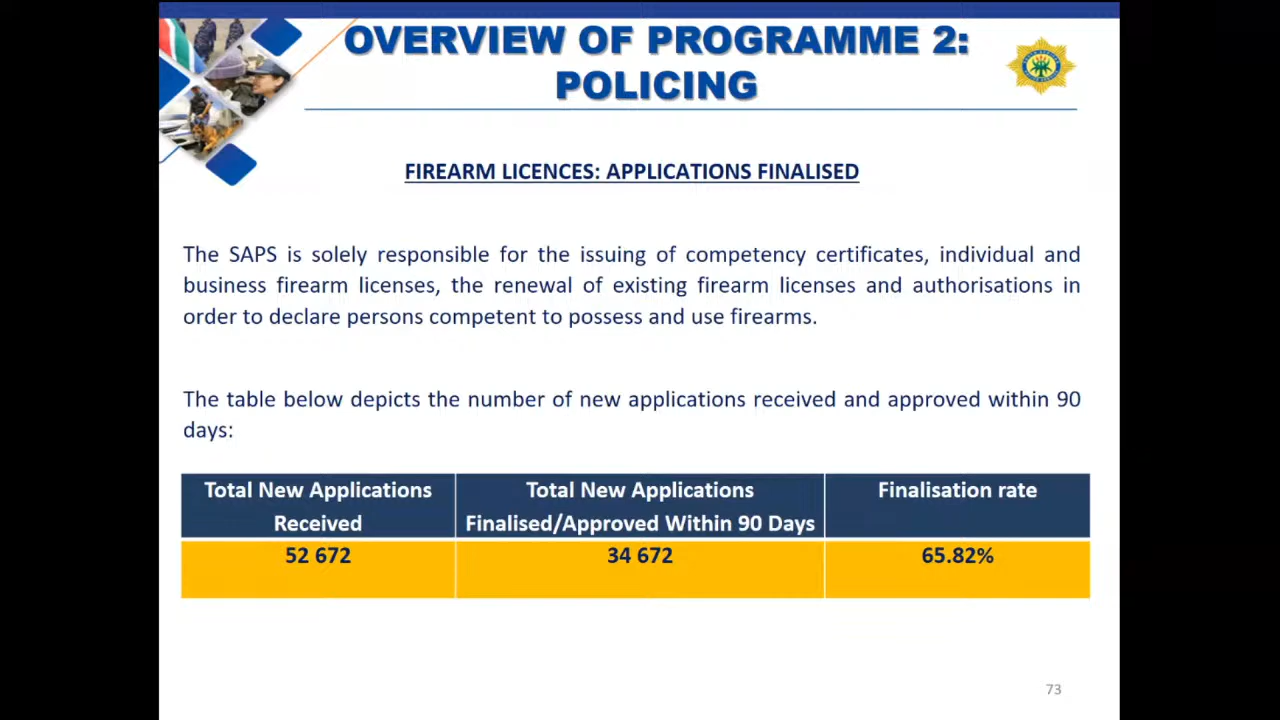 OVERVIEW OF PROGRAMME 2:
POLICING
FIREARM LICENCES: APPLICATIONS FINALISED
The SAPS is solely responsible for the issuing of competency certificates, individual and
business firearm licenses, the renewal of existing firearm licenses and authorisations in
order to declare persons competent to possess and use firearms.
The table below depicts the number of new applications received and approved within 90
days:
Total New Applications
Received
Total New Applications
Finalised/Approved Within 90 Days
Finalisation rate
52 672
34 672
65.82%
73